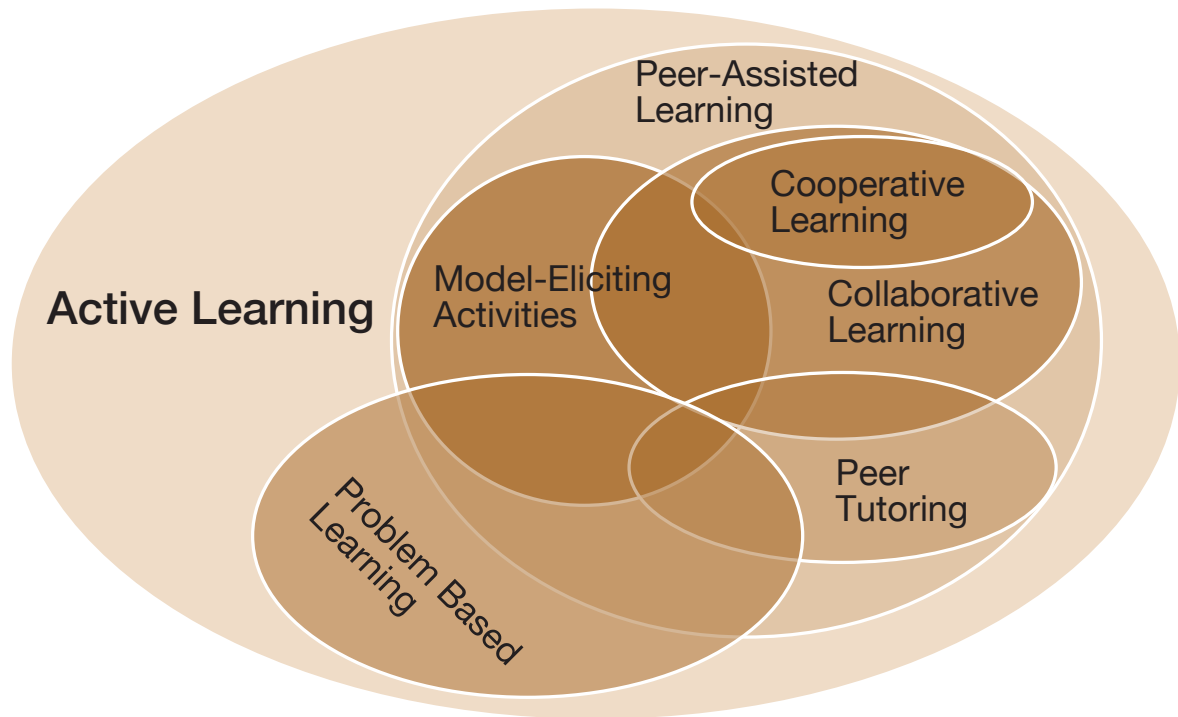 Peer-Assisted
Learning
Cooperative
Learning
Model-Eliciting
Activities
Active Learning
Collaborative
Learning
Peer
Tutoring
Problem Based
Learning